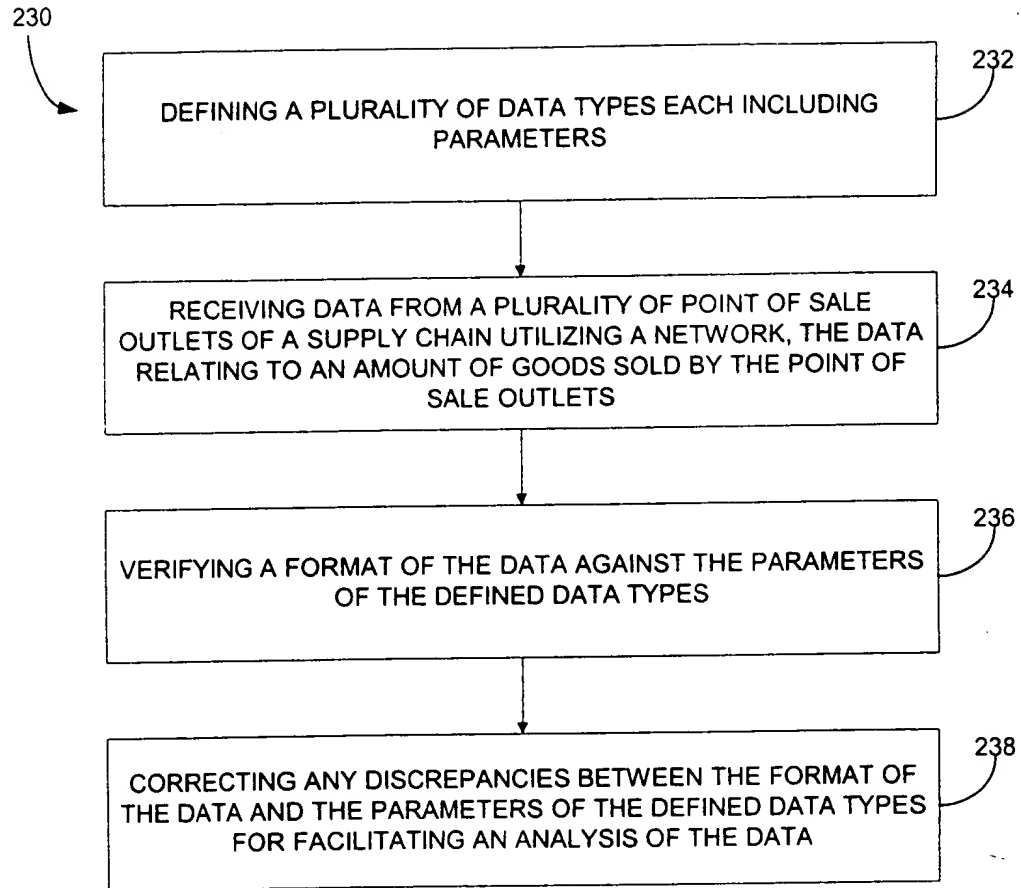 230
232
DEFINING A PLURALITY OF DATA TYPES EACH INCLUDING
PARAMETERS
234
RECEIVING DATA FROM A PLURALITY OF POINT OF SALE
OUTLETS OF A SUPPLY CHAIN UTILIZING A NETWORK, THE DATA
RELATING TO AN AMOUNT OF GOODS SOLD BY THE POINT OF
SALE OUTLETS
236
VERIFYING A FORMAT OF THE DATA AGAINST THE PARAMETERS
OF THE DEFINED DATA TYPES
238
CORRECTING ANY DISCREPANCIES BETWEEN THE FORMAT OF
THE DATA AND THE PARAMETERS OF THE DEFINED DATA TYPES
FOR FACILITATING AN ANALYSIS OF THE DATA